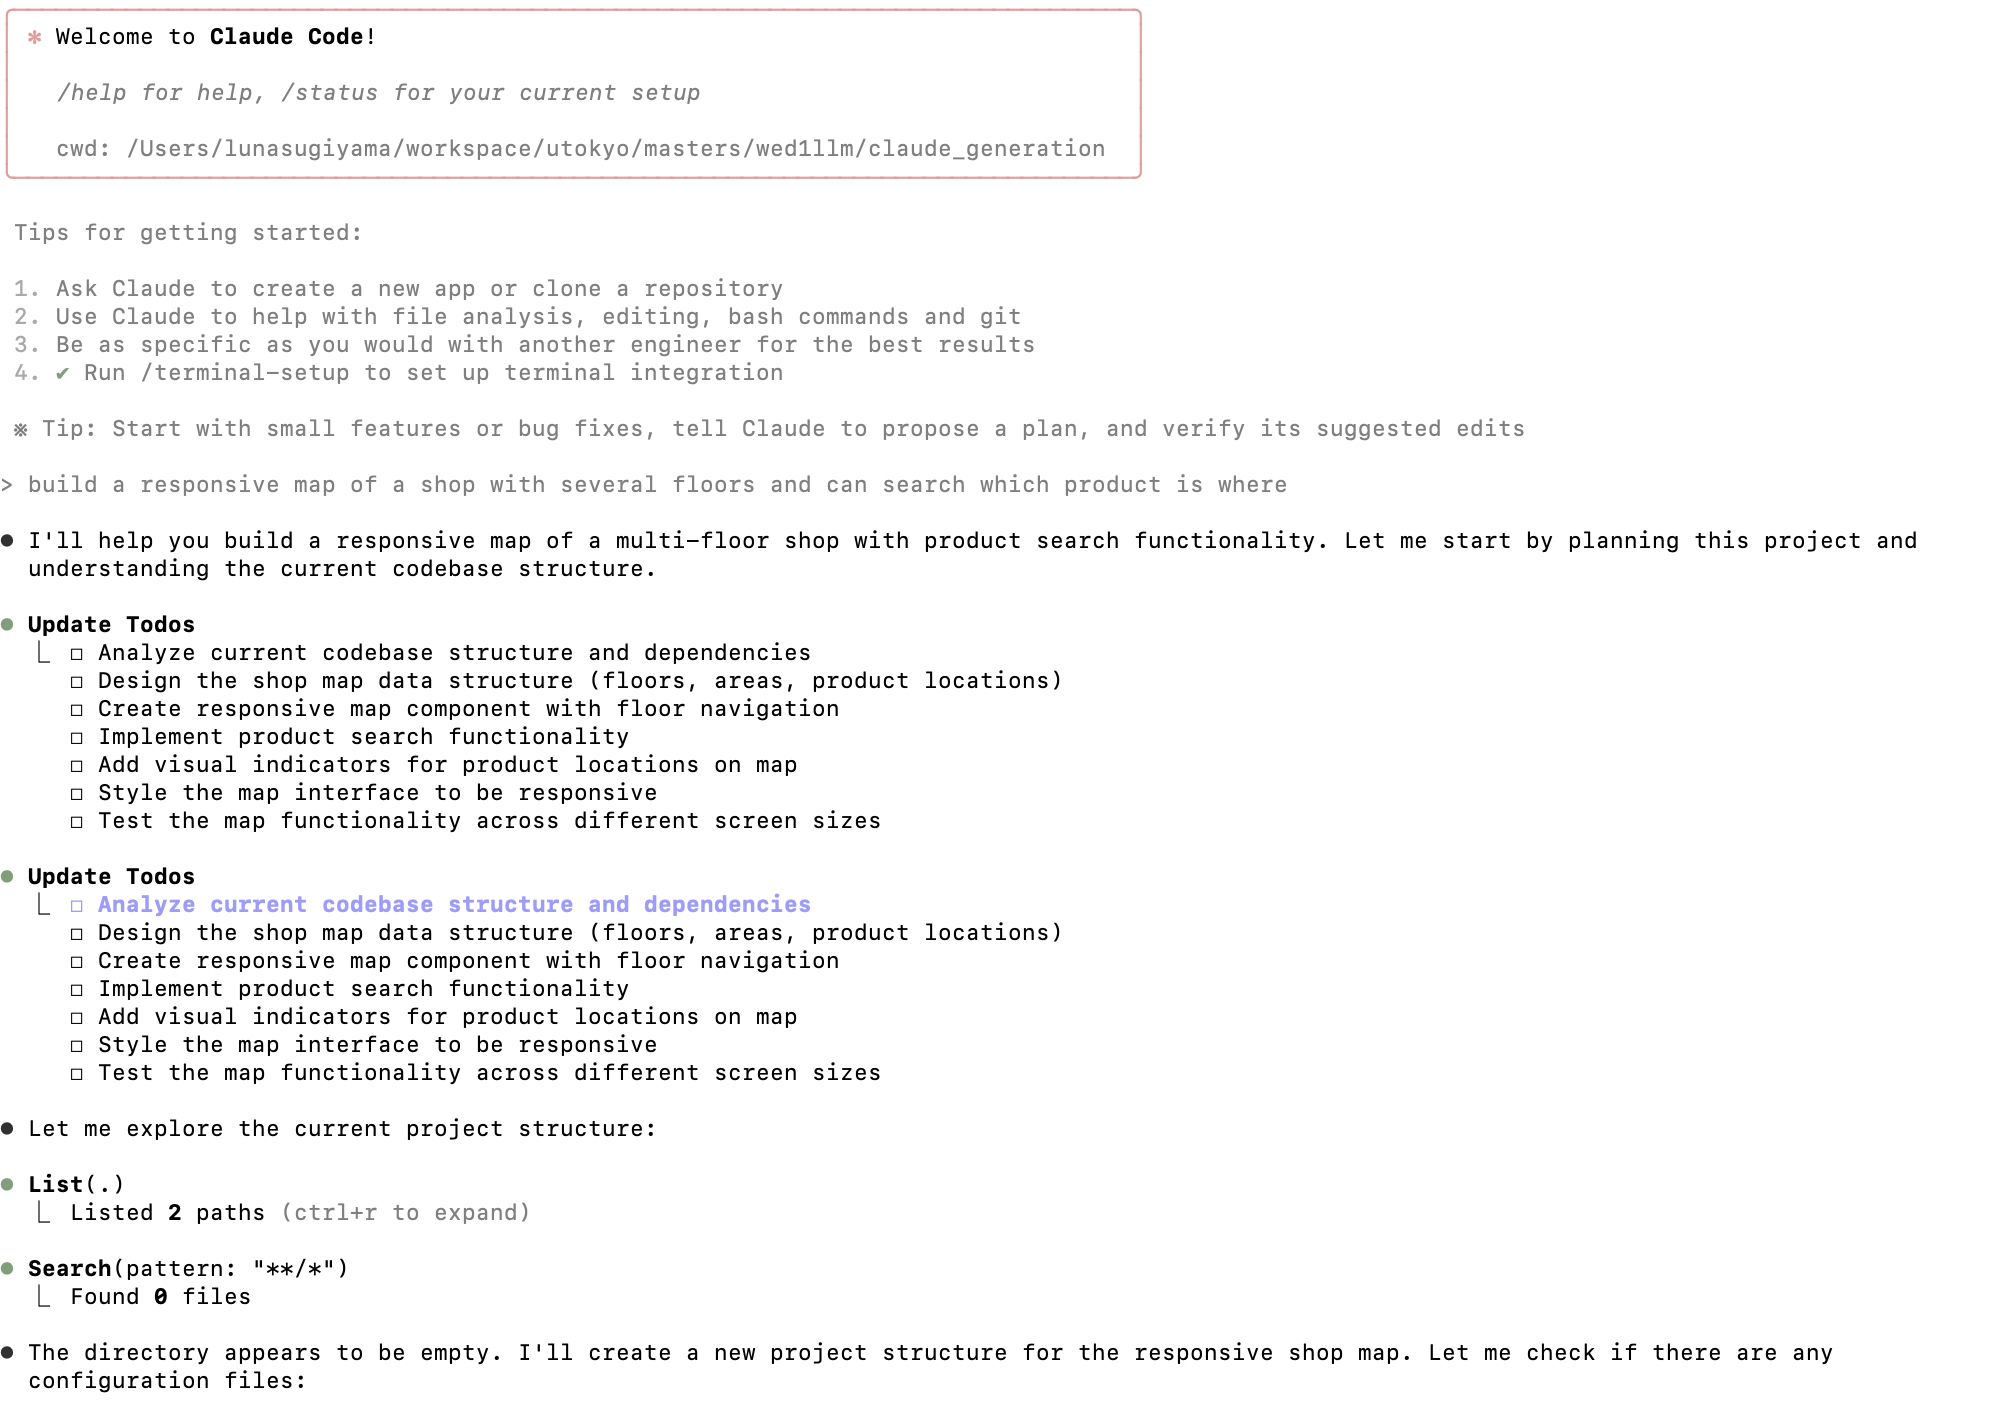 ✻ Welcome to Claude Code!
/help for help, /status for your current setup
cwd: /Users/lunasugiyama/workspace/utokyo/masters/wed1llm/claude_generation
Tips for getting started:
1. Ask Claude to create a new app or clone a repository
2. Use Claude to help with file analysis, editing, bash commands and git
3. Be as specific as you would with another engineer for the best results
4. ✔ Run /terminal-setup to set up terminal integration
※ Tip: Start with small features or bug fixes, tell Claude to propose a plan, and verify its suggested edits
> build a responsive map of a shop with several floors and can search which product is where
● I'll help you build a responsive map of a multi-floor shop with product search functionality. Let me start by planning this project and
understanding the current codebase structure.
● Update Todos
⎿ ☐ Analyze current codebase structure and dependencies
☐ Design the shop map data structure (floors, areas, product locations)
☐ Create responsive map component with floor navigation
☐ Implement product search functionality
☐ Add visual indicators for product locations on map
☐ Style the map interface to be responsive
☐ Test the map functionality across different screen sizes
● Update Todos
⎿ ☐ Analyze current codebase structure and dependencies
☐ Design the shop map data structure (floors, areas, product locations)
☐ Create responsive map component with floor navigation
☐ Implement product search functionality
☐ Add visual indicators for product locations on map
☐ Style the map interface to be responsive
☐ Test the map functionality across different screen sizes
● Let me explore the current project structure:
● List(.)
⎿ Listed 2 paths (ctrl+r to expand)
● Search(pattern: "**/*")
⎿ Found 0 files
● The directory appears to be empty. I'll create a new project structure for the responsive shop map. Let me check if there are any
configuration files: